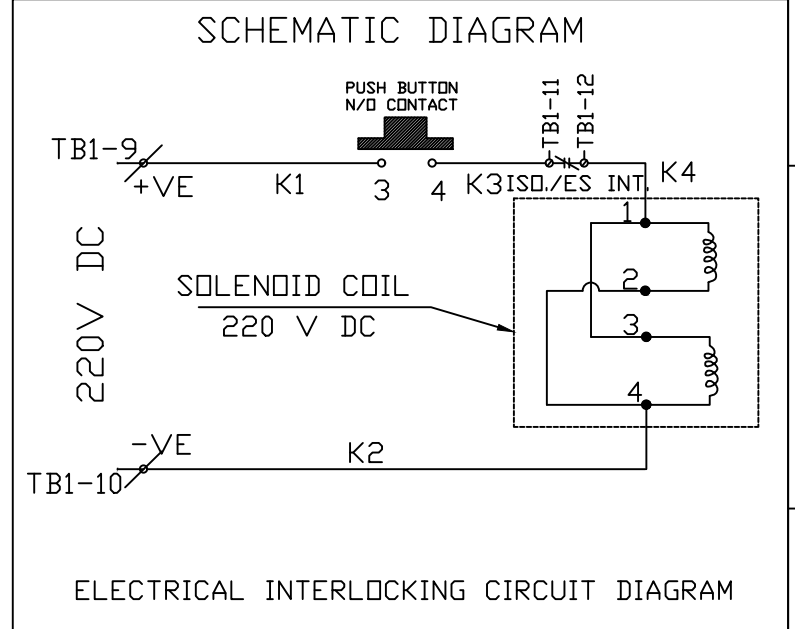 SCHEMATIC DIAGRAM
PUSH BUTTON
N/O CONTACT
TB1-11
TB1-12
TB1-9
+VE
K1
3
4
K3
ISO./ES INT.
K4
220V DC
SOLENOID COIL
220 V DC
1
2
3
4
-VE
K2
TB1-10
ELECTRICAL INTERLOCKING CIRCUIT DIAGRAM